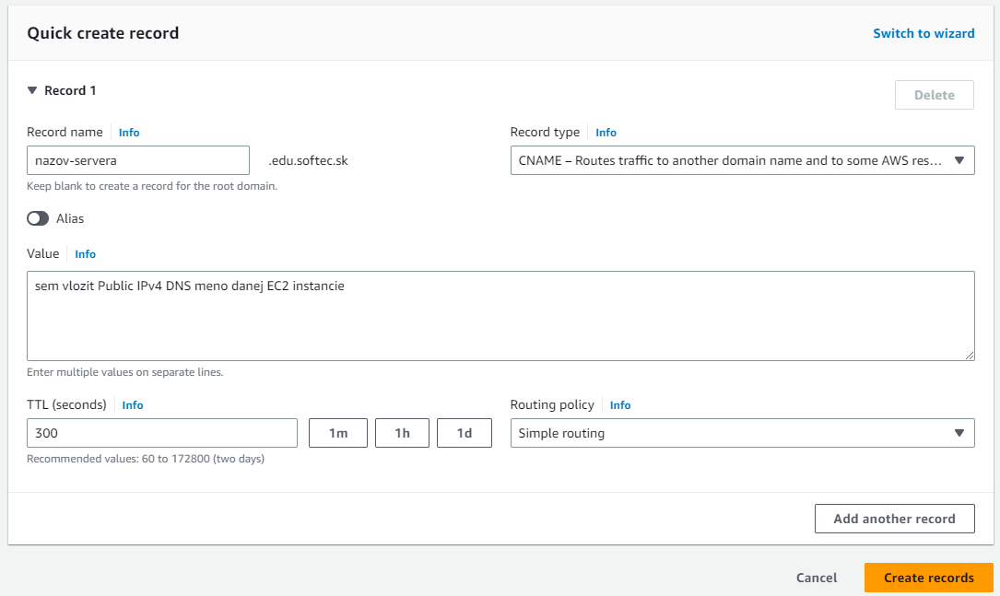 Quick create record
Switch to wizard
Record 1
Delete
Record name Info
Record type Info
nazov-servera .edu.softec.sk
CNAME – Routes traffic to another domain name and to some AWS res...
Keep blank to create a record for the root domain.
Alias
Value Info
sem vlozit Public IPv4 DNS meno danej EC2 instancie
Enter multiple values on separate lines.
TTL (seconds) Info
Routing policy Info
300 1m 1h 1d
Simple routing
Recommended values: 60 to 172800 (two days)
Add another record
Cancel
Create records